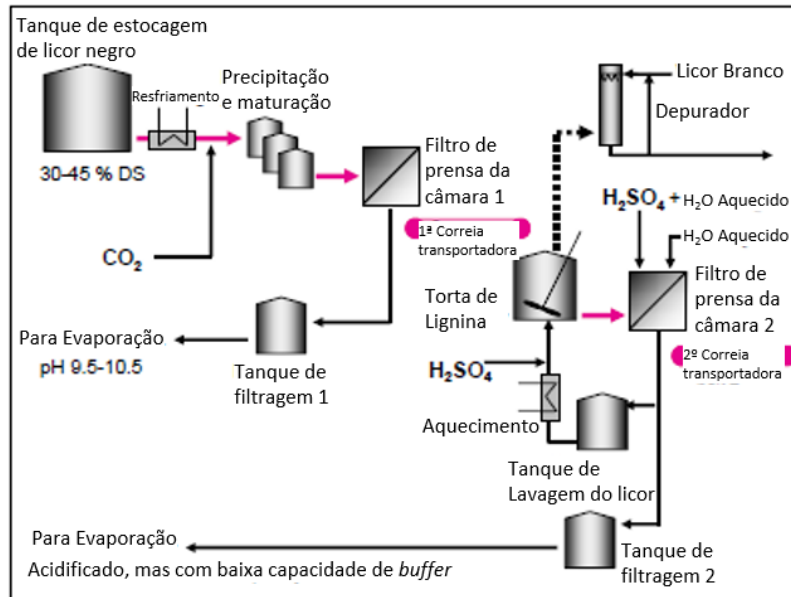 Tanque de estocagem
de licor negro
Resfriamento
Precipitação
e maturação
30-45 % DS
CO₂
Filtro de
prensa da
câmara 1
1ª Correia
transportadora
Licor Branco
Depurador
H₂SO₄ + H₂O Aquecido
H₂O Aquecido
Torta de
Lignina
Filtro de
prensa da
câmara 2
2º Correia
transportadora
Para Evaporação
pH 9.5-10.5
Tanque de
filtragem 1
H₂SO₄
Aquecimento
Tanque de
Lavagem do licor
Para Evaporação
Acidificado, mas com baixa capacidade de buffer
Tanque de
filtragem 2